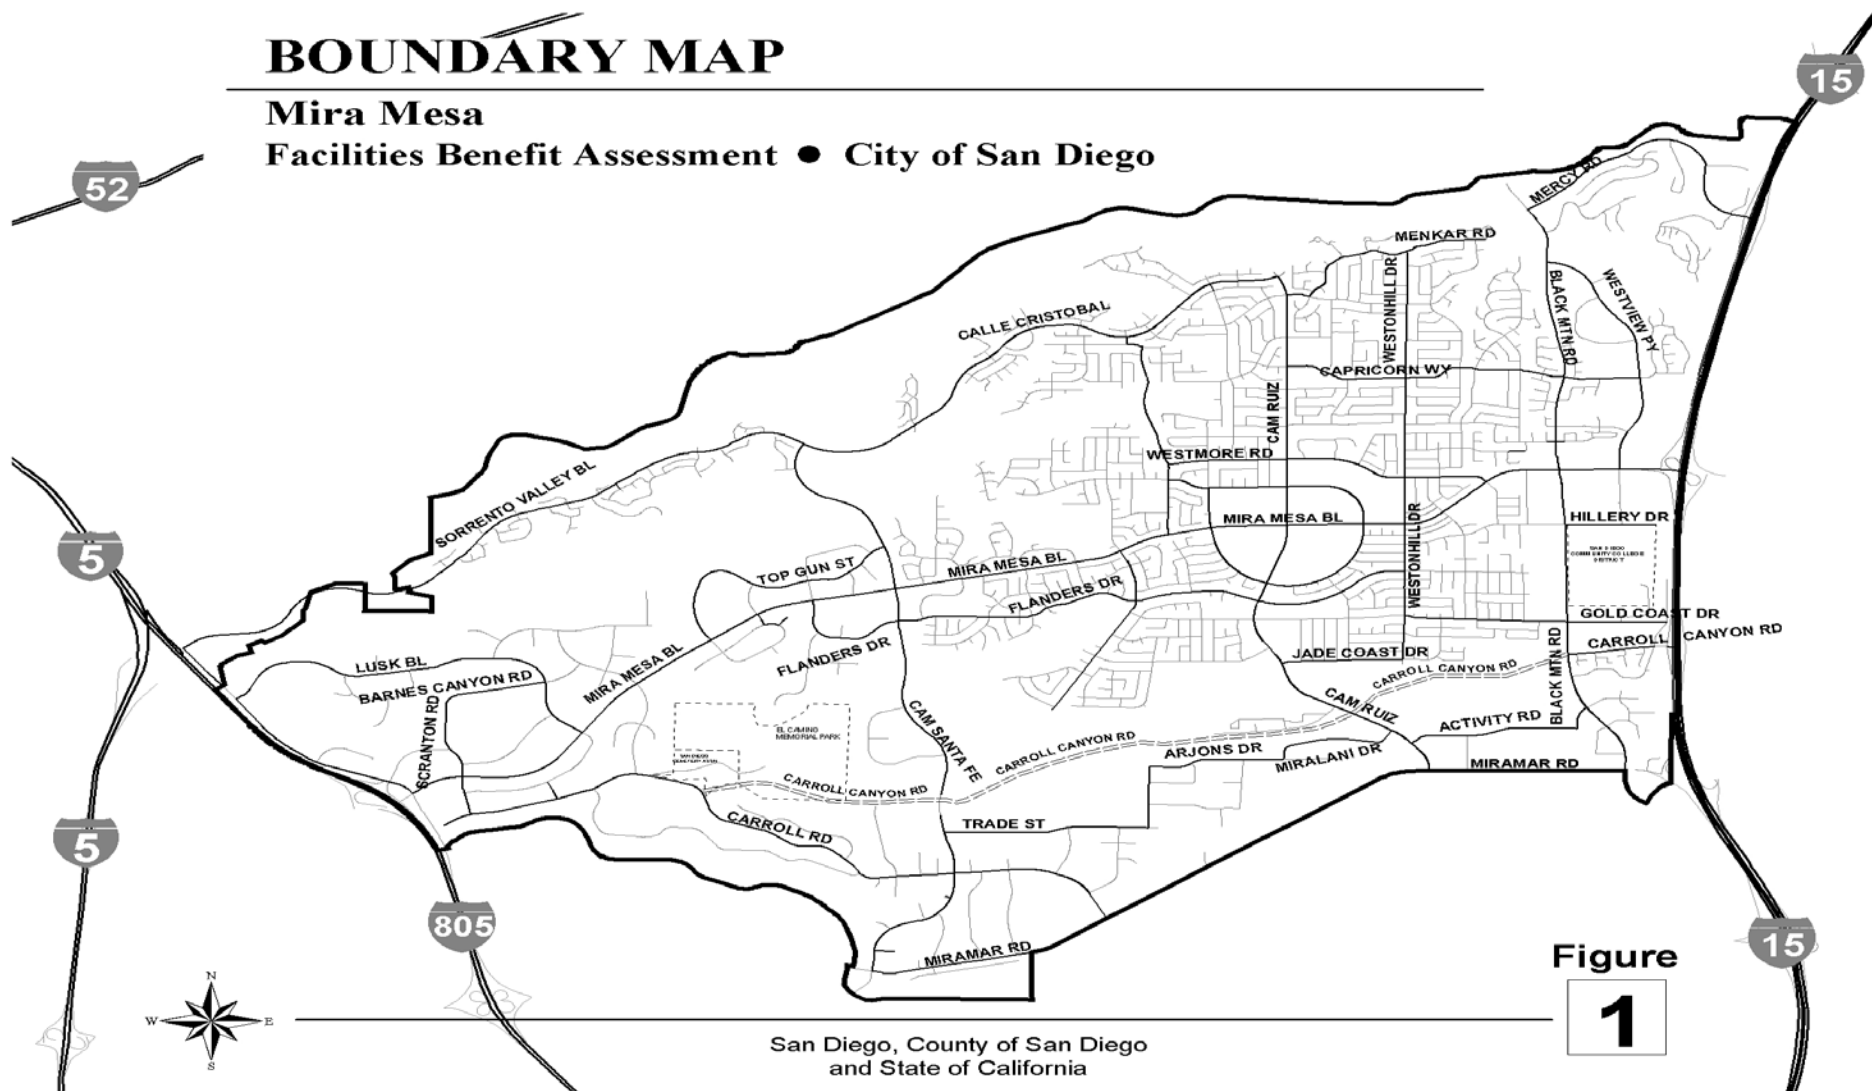 BOUNDARY MAP
15
Mira Mesa
Facilities Benefit Assessment ● City of San Diego
52
MERCY RD
MENKAR RD
WESTONHILL DR
BLACK MTN RD
WESTVIEW PY
CALLE CRISTOBAL
CAPRICORN WY
CAM RUIZ
WESTMORE RD
SORRENTO VALLEY BL
MIRA MESA BL
WESTONHILL DR
HILLERY DR
5
TOP GUN ST
MIRA MESA BL
SAN DIEGO
COMMUNITY COLLEGE
DISTRICT
FLANDERS DR
GOLD COAST DR
CARROLL CANYON RD
FLANDERS DR
JADE COAST DR
LUSK BL
MIRA MESA BL
CARROLL CANYON RD
BARNES CANYON RD
BLACK MTN RD
SCRANTON RD
CAM SANTA FE
CAM RUIZ
ACTIVITY RD
EL CAMINO
MEMORIAL PARK
CARROLL CANYON RD
ARJONS DR
MIRALANI DR
MIRAMAR RD
CARROLL CANYON RD
CARROLL RD
TRADE ST
5
805
MIRAMAR RD
15
Figure
1
N
W
E
S
San Diego, County of San Diego
and State of California